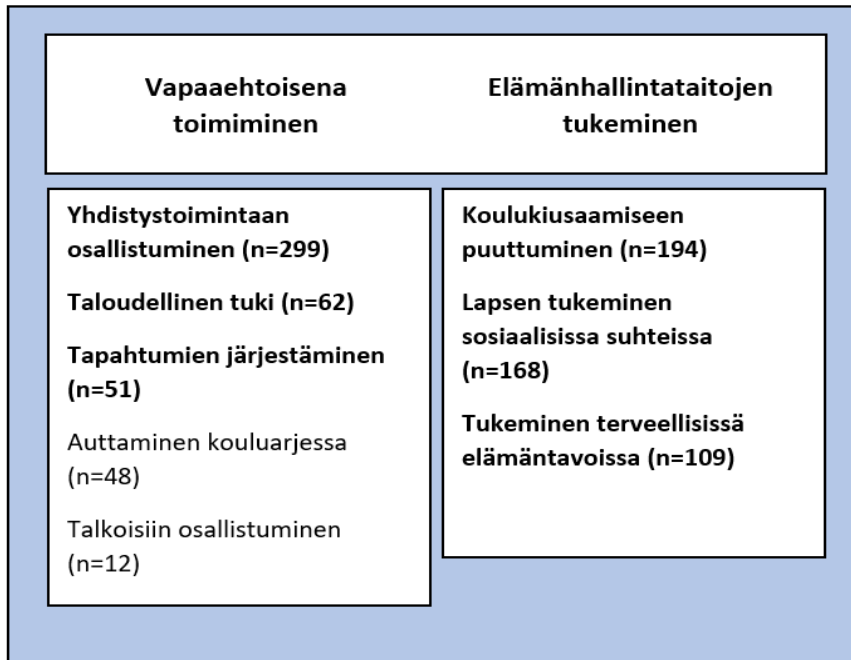 Vapaaehtoisena
toimiminen
Elämänhallintataitojen
tukeminen
Yhdistystoimintaan
osallistuminen (n=299)
Taloudellinen tuki (n=62)
Tapahtumien järjestäminen
(n=51)
Auttaminen kouluarjessa
(n=48)
Talkoisiin osallistuminen
(n=12)
Koulukiusaamiseen
puuttuminen (n=194)
Lapsen tukeminen
sosiaalisissa suhteissa
(n=168)
Tukeminen terveellisissä
elämäntavoissa (n=109)